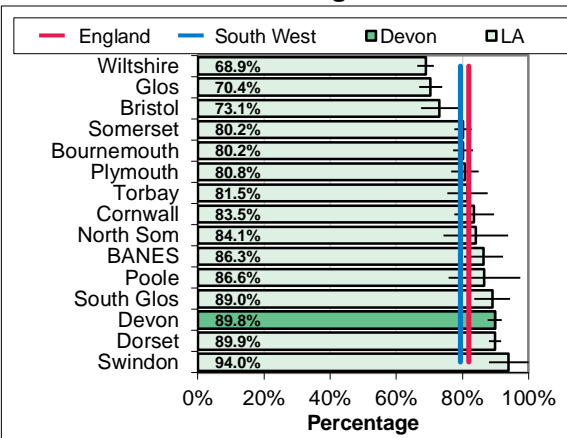 England South West Devon LA
Wiltshire 68.9%
Glos 70.4%
Bristol 73.1%
Somerset 80.2%
Bournemouth 80.2%
Plymouth 80.8%
Torbay 81.5%
Cornwall 83.5%
North Som 84.1%
BANES 86.3%
Poole 86.6%
South Glos 89.0%
Devon 89.8%
Dorset 89.9%
Swindon 94.0%
0% 20% 40% 60% 80% 100%
Percentage